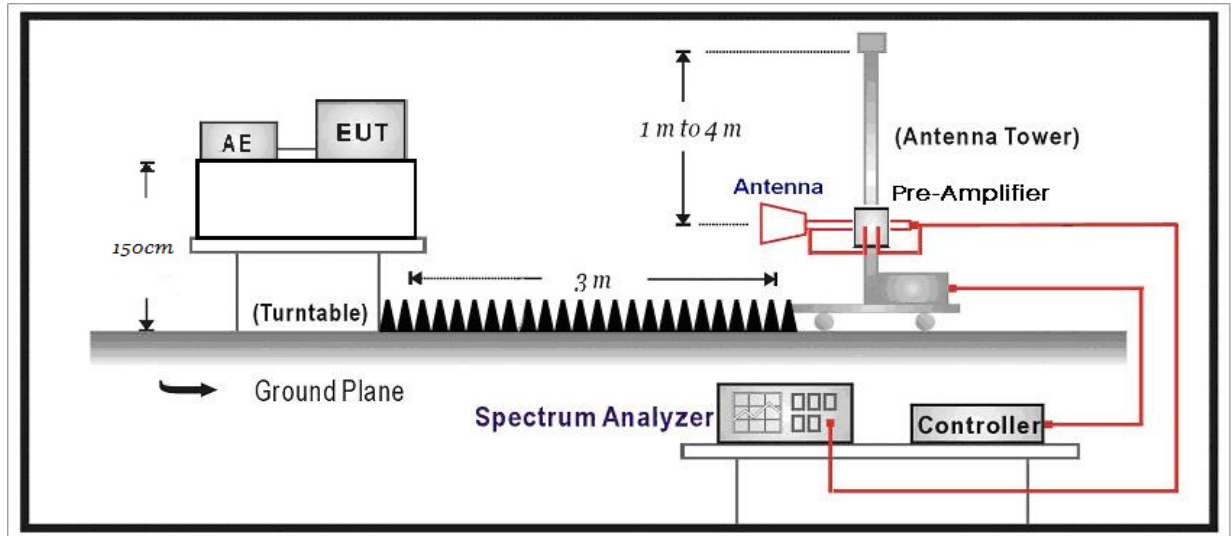 1 m to 4 m
(Antenna Tower)
AE
EUT
Antenna
Pre-Amplifier
150cm
3 m
(Turntable)
Ground Plane
Spectrum Analyzer
Controller